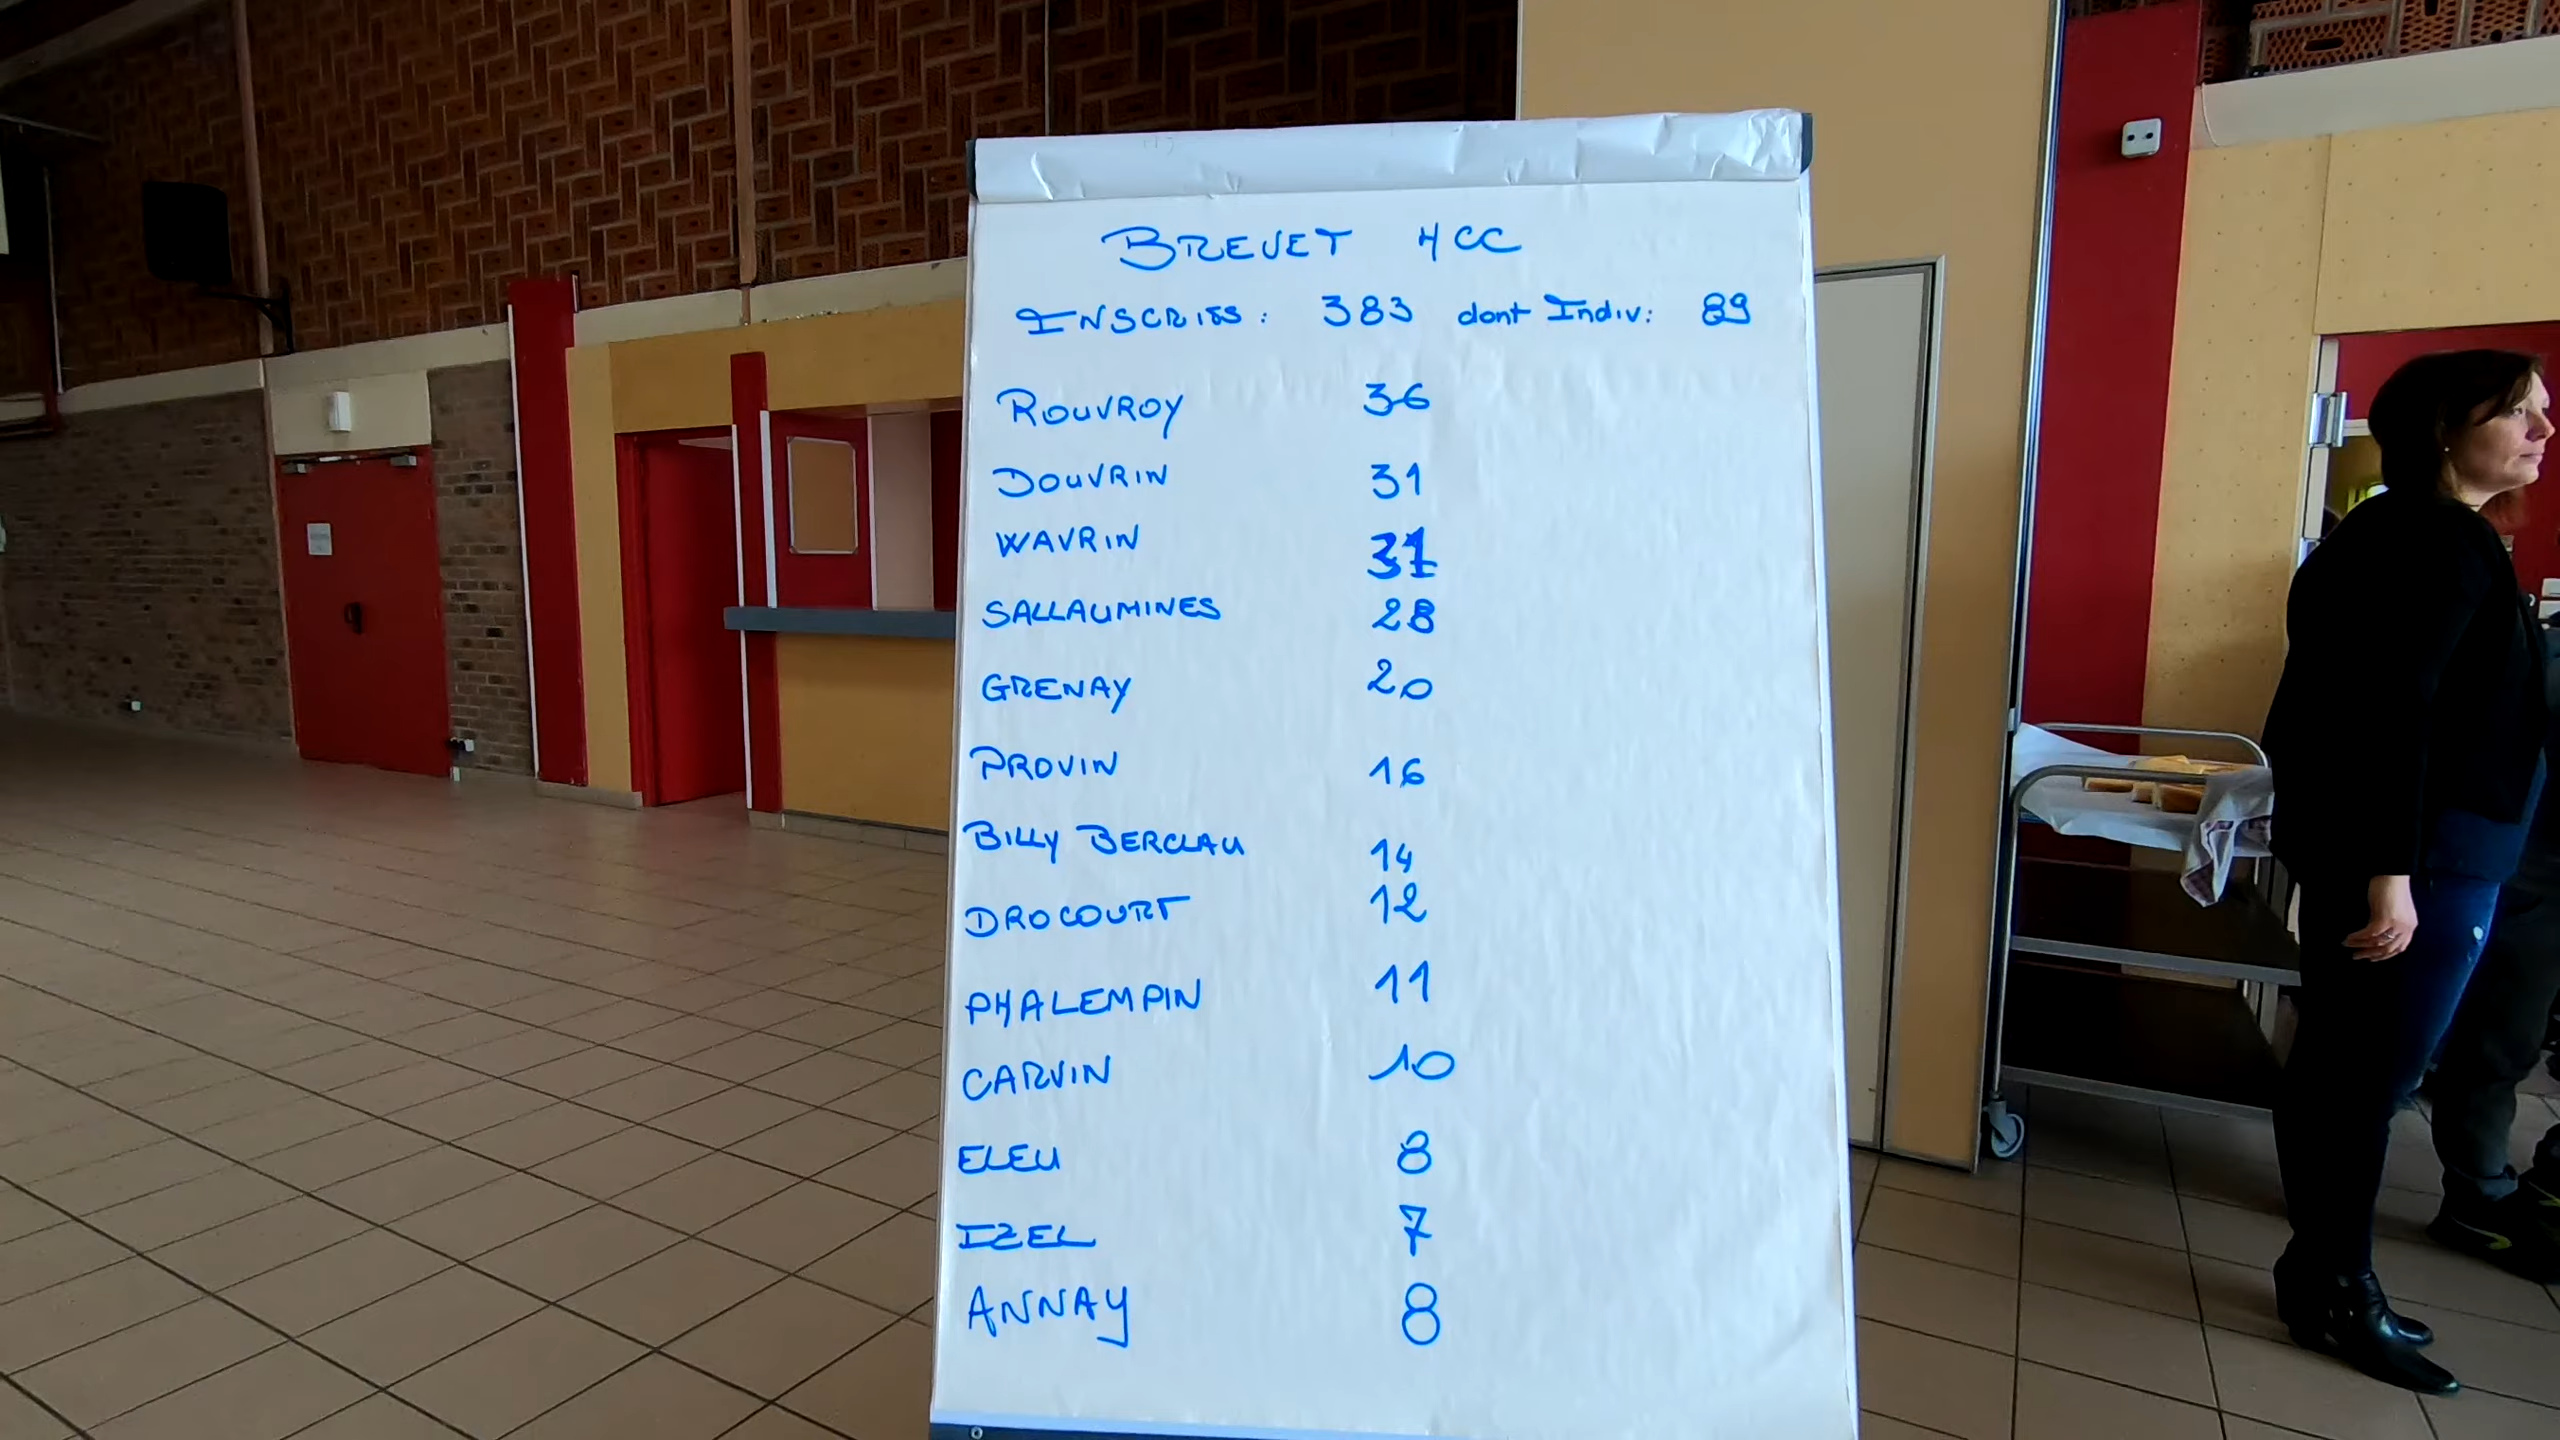 BREVET HCC
INSCRITS : 383 dont Indiv: 89
ROUVROY 36
DOUVRIN 31
WAVRIN 31
SALLAUMINES 28
GRENAY 20
PROVIN 16
BILLY BERCLAU 14
DROCOURT 12
PHALEMPIN 11
CARVIN 10
ELEU 8
IZEL 7
ANNAY 8